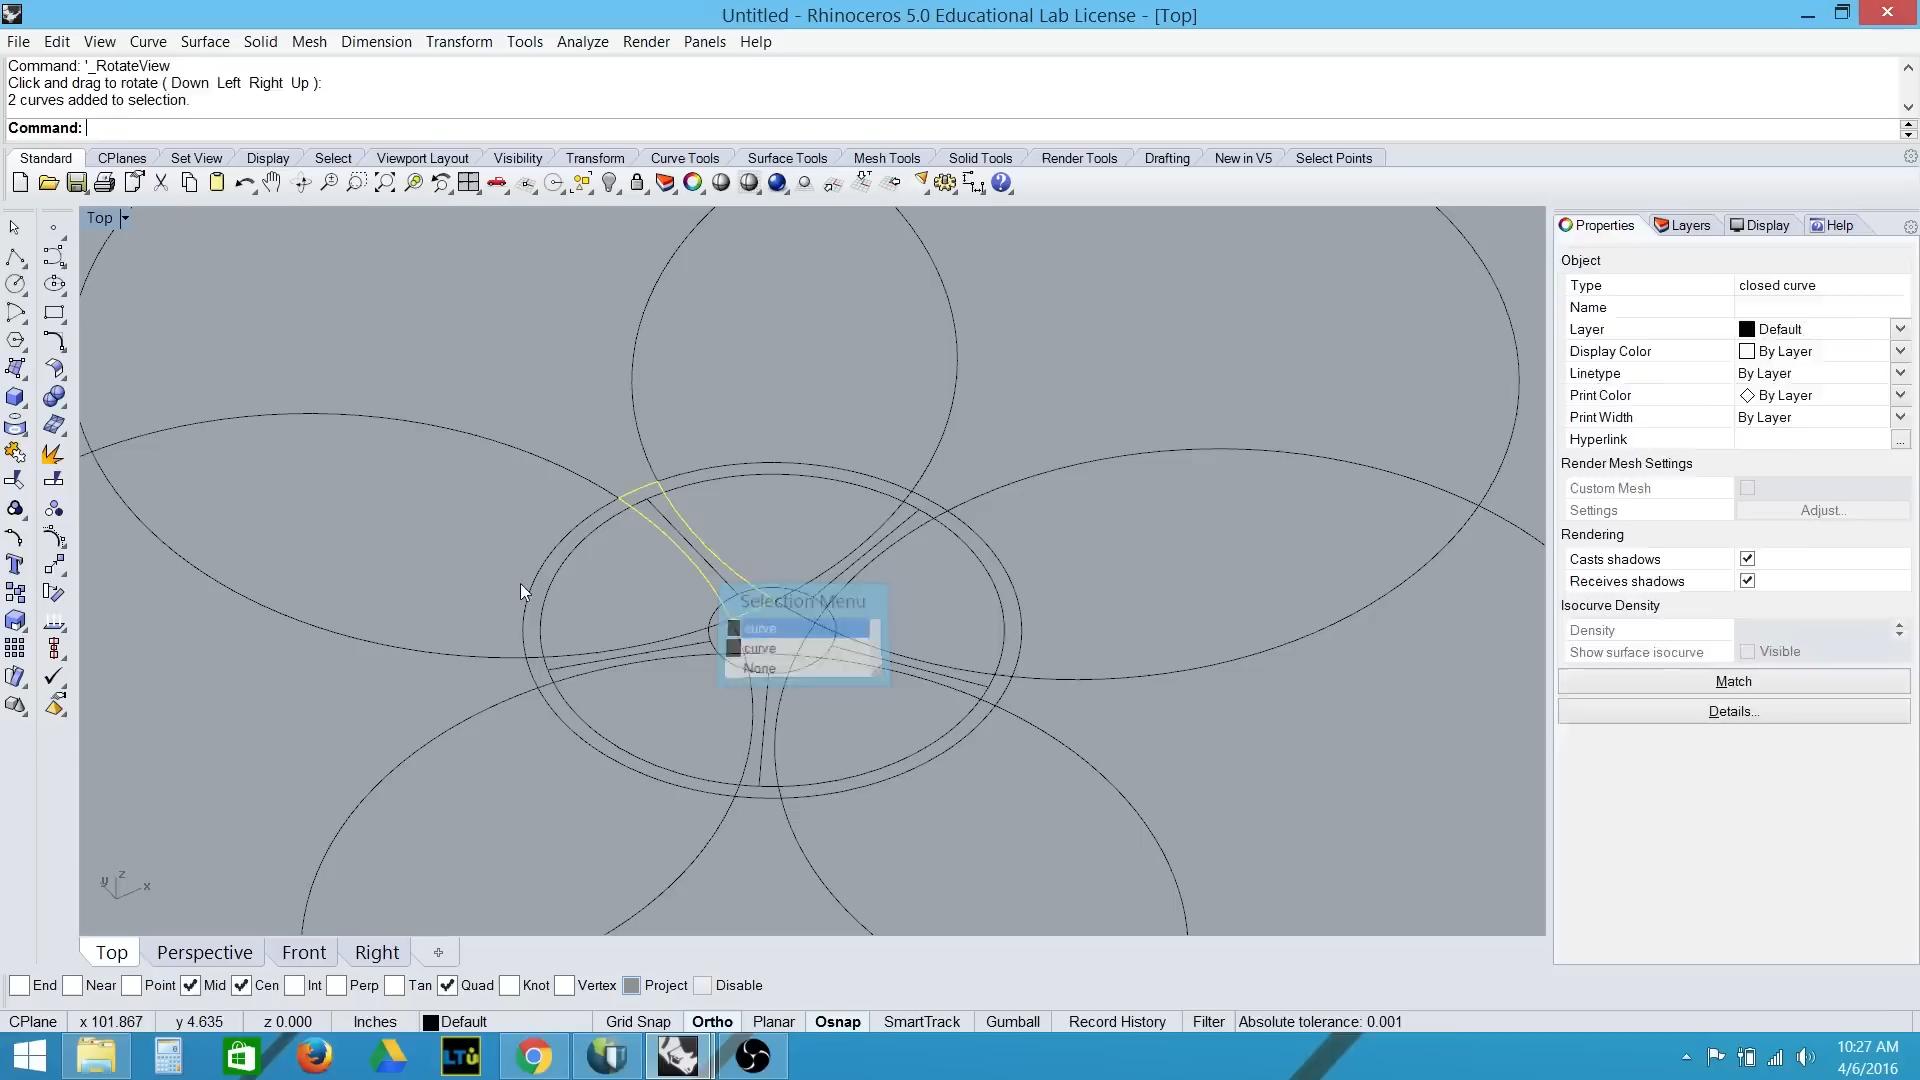 Untitled - Rhinoceros 5.0 Educational Lab License - [Top]
File Edit View Curve Surface Solid Mesh Dimension Transform Tools Analyze Render Panels Help
Command: '_RotateView
Click and drag to rotate ( Down Left Right Up ):
2 curves added to selection.
Command:
Standard CPlanes Set View Display Select Viewport Layout Visibility Transform Curve Tools Surface Tools Mesh Tools Solid Tools Render Tools Drafting New in V5 Select Points
Top
Properties Layers Display Help
Object
Type closed curve
Name
Layer Default
Display Color By Layer
Linetype By Layer
Print Color By Layer
Print Width By Layer
Hyperlink ...
Render Mesh Settings
Custom Mesh
Settings Adjust...
Rendering
Casts shadows
Receives shadows
Isocurve Density
Density
Show surface isocurve Visible
Match
Details...
Selection Menu
curve
curve
None
z
y
x
Top Perspective Front Right
End Near Point Mid Cen Int Perp Tan Quad Knot Vertex Project Disable
CPlane x 101.867 y 4.635 z 0.000 Inches Default Grid Snap Ortho Planar Osnap SmartTrack Gumball Record History Filter Absolute tolerance: 0.001
LTU
10:27 AM
4/6/2016